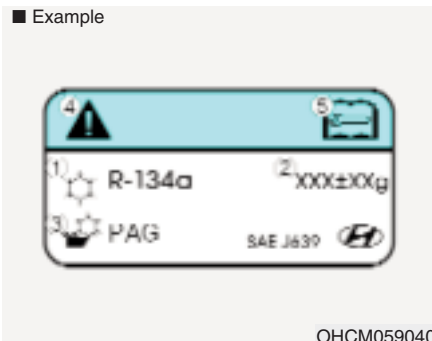 ■ Example
4 5
1 R-134a 2 XXX±XXg
3 PAG SAE J639
OHCM059040